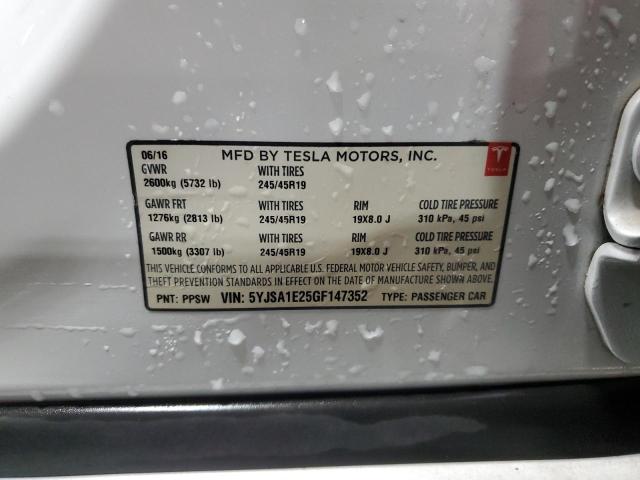 06/16 MFD BY TESLA MOTORS, INC.
GVWR WITH TIRES
2600kg (5732 lb) 245/45R19
TESLA
GAWR FRT WITH TIRES RIM COLD TIRE PRESSURE
1276kg (2813 lb) 245/45R19 19X8.0 J 310 kPa, 45 psi
GAWR RR WITH TIRES RIM COLD TIRE PRESSURE
1500kg (3307 lb) 245/45R19 19X8.0 J 310 kPa, 45 psi
THIS VEHICLE CONFORMS TO ALL APPLICABLE U.S. FEDERAL MOTOR VEHICLE SAFETY, BUMPER, AND
THEFT PREVENTION STANDARDS IN EFFECT ON THE DATE OF MANUFACTURE SHOWN ABOVE.
PNT: PPSW VIN: 5YJSA1E25GF147352 TYPE: PASSENGER CAR